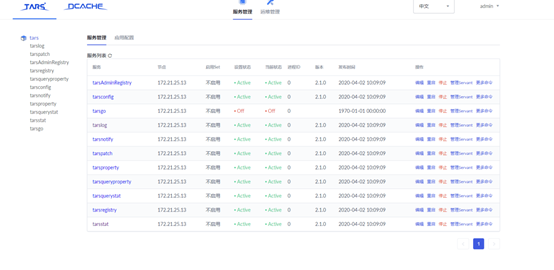 TARS DCACHE
服务管理 运维管理
中文 admin
tars
tarslog
tarspatch
tarsAdminRegistry
tarsregistry
tarsqueryproperty
tarsconfig
tarsnotify
tarsproperty
tarsquerystat
tarsstat
tarsgo
服务管理 应用配置
服务列表
服务 节点 启用Set 设置状态 当前状态 进程ID 版本 发布时间 操作
tarsAdminRegistry 172.21.25.13 不启用 Active Active 0 2.1.0 2020-04-02 10:09:09 编辑 重启 停止 管理Servant 更多命令
tarsconfig 172.21.25.13 不启用 Active Active 0 2.1.0 2020-04-02 10:09:09 编辑 重启 停止 管理Servant 更多命令
tarsgo 172.21.25.13 不启用 Off Off 0 1970-01-01 00:00:00 编辑 重启 停止 管理Servant 更多命令
tarslog 172.21.25.13 不启用 Active Active 0 2.1.0 2020-04-02 10:09:09 编辑 重启 停止 管理Servant 更多命令
tarsnotify 172.21.25.13 不启用 Active Active 0 2.1.0 2020-04-02 10:09:09 编辑 重启 停止 管理Servant 更多命令
tarspatch 172.21.25.13 不启用 Active Active 0 2.1.0 2020-04-02 10:09:09 编辑 重启 停止 管理Servant 更多命令
tarsproperty 172.21.25.13 不启用 Active Active 0 2.1.0 2020-04-02 10:09:09 编辑 重启 停止 管理Servant 更多命令
tarsqueryproperty 172.21.25.13 不启用 Active Active 0 2.1.0 2020-04-02 10:09:09 编辑 重启 停止 管理Servant 更多命令
tarsquerystat 172.21.25.13 不启用 Active Active 0 2.1.0 2020-04-02 10:09:09 编辑 重启 停止 管理Servant 更多命令
tarsregistry 172.21.25.13 不启用 Active Active 0 2.1.0 2020-04-02 10:09:09 编辑 重启 停止 管理Servant 更多命令
tarsstat 172.21.25.13 不启用 Active Active 0 2.1.0 2020-04-02 10:09:09 编辑 重启 停止 管理Servant 更多命令
1